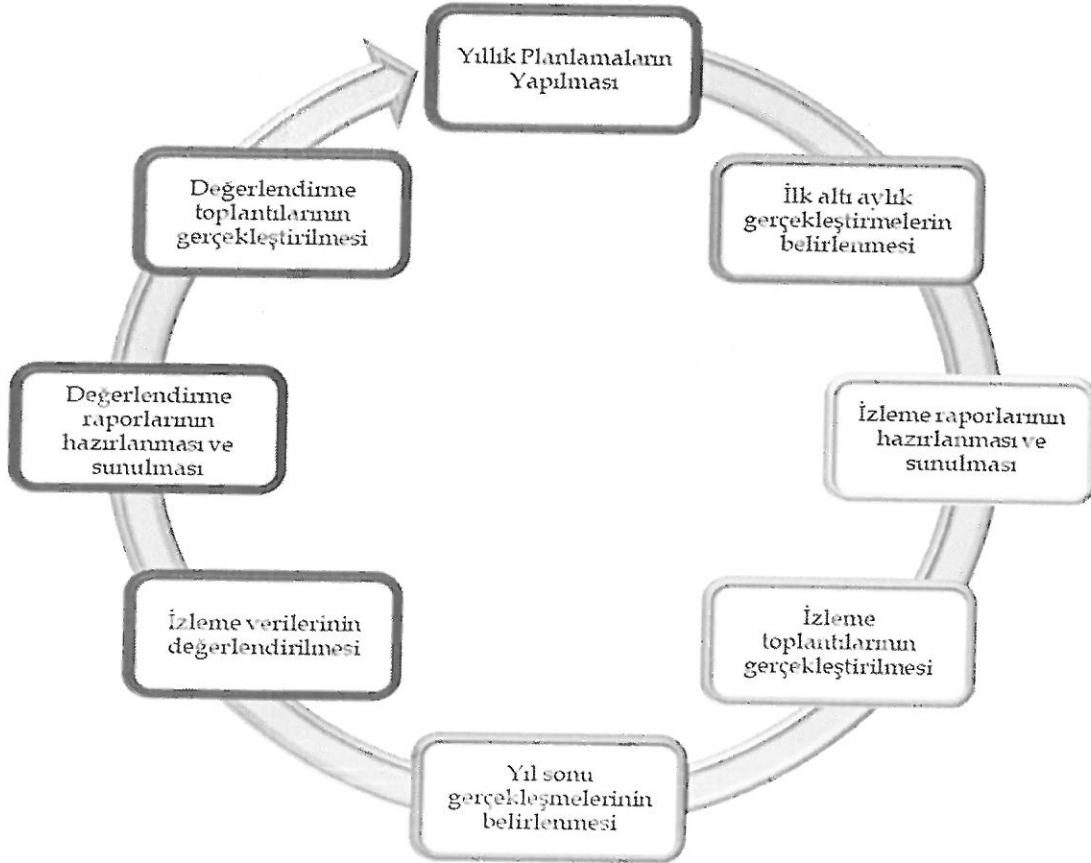 Yıllık Planlamaların
Yapılması
İlk altı aylık
gerçekleştirmelerin
belirlenmesi
İzleme raporlarının
hazırlanması ve
sunulması
İzleme
toplantılarının
gerçekleştirilmesi
Yıl sonu
gerçekleşmelerinin
belirlenmesi
İzleme verilerinin
değerlendirilmesi
Değerlendirme
raporlarının
hazırlanması ve
sunulması
Değerlendirme
toplantılarının
gerçekleştirilmesi